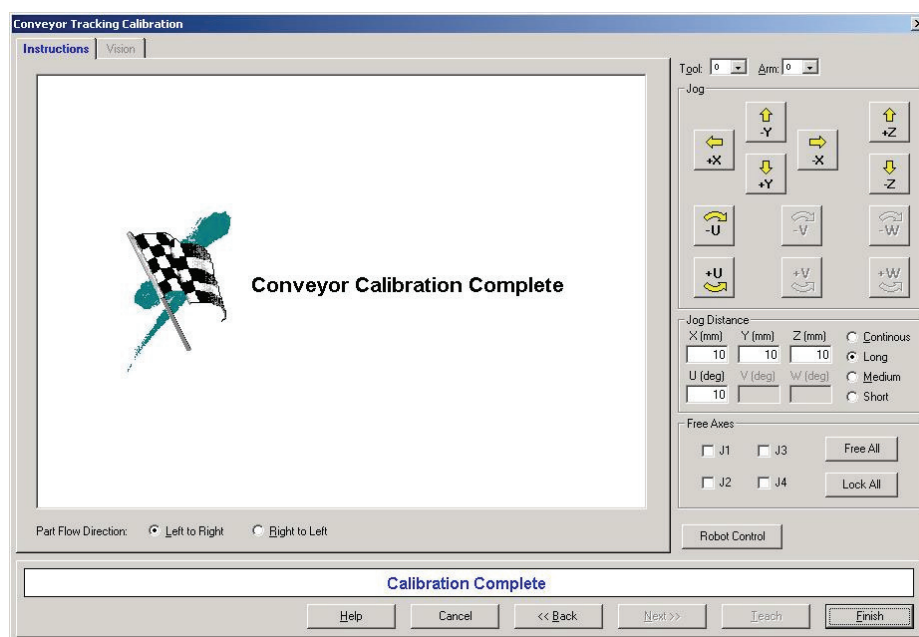 Conveyor Tracking Calibration
Instructions Vision
Tool: 0 Arm: 0
Jog
-Y +Z
+X -X
+Y -Z
-U -V -W
+U +V +W
Conveyor Calibration Complete
Jog Distance
X (mm) Y (mm) Z (mm) Continous
10 10 10 Long
U (deg) V (deg) W (deg) Medium
10 Short
Free Axes
J1 J3 Free All
J2 J4 Lock All
Part Flow Direction: Left to Right Right to Left
Robot Control
Calibration Complete
Help Cancel << Back Next >> Teach Finish